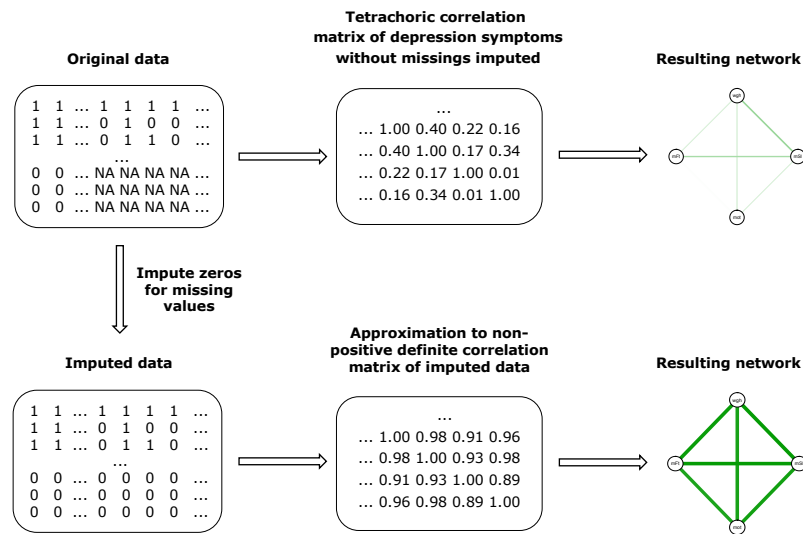 Tetrachoric correlation
matrix of depression symptoms
without missings imputed
Original data
Resulting network
1 1 ... 1 1 1 1 ...
1 1 ... 0 1 0 0 ...
1 1 ... 0 1 1 0 ...
...
0 0 ... NA NA NA NA ...
0 0 ... NA NA NA NA ...
0 0 ... NA NA NA NA ...
...
... 1.00 0.40 0.22 0.16
... 0.40 1.00 0.17 0.34
... 0.22 0.17 1.00 0.01
... 0.16 0.34 0.01 1.00
wgh
mFt
mSl
mot
Impute zeros
for missing
values
Imputed data
Approximation to non-
positive definite correlation
matrix of imputed data
Resulting network
1 1 ... 1 1 1 1 ...
1 1 ... 0 1 0 0 ...
1 1 ... 0 1 1 0 ...
...
0 0 ... 0 0 0 0 ...
0 0 ... 0 0 0 0 ...
0 0 ... 0 0 0 0 ...
...
... 1.00 0.98 0.91 0.96
... 0.98 1.00 0.93 0.98
... 0.91 0.93 1.00 0.89
... 0.96 0.98 0.89 1.00
wgh
mFt
mSl
mot